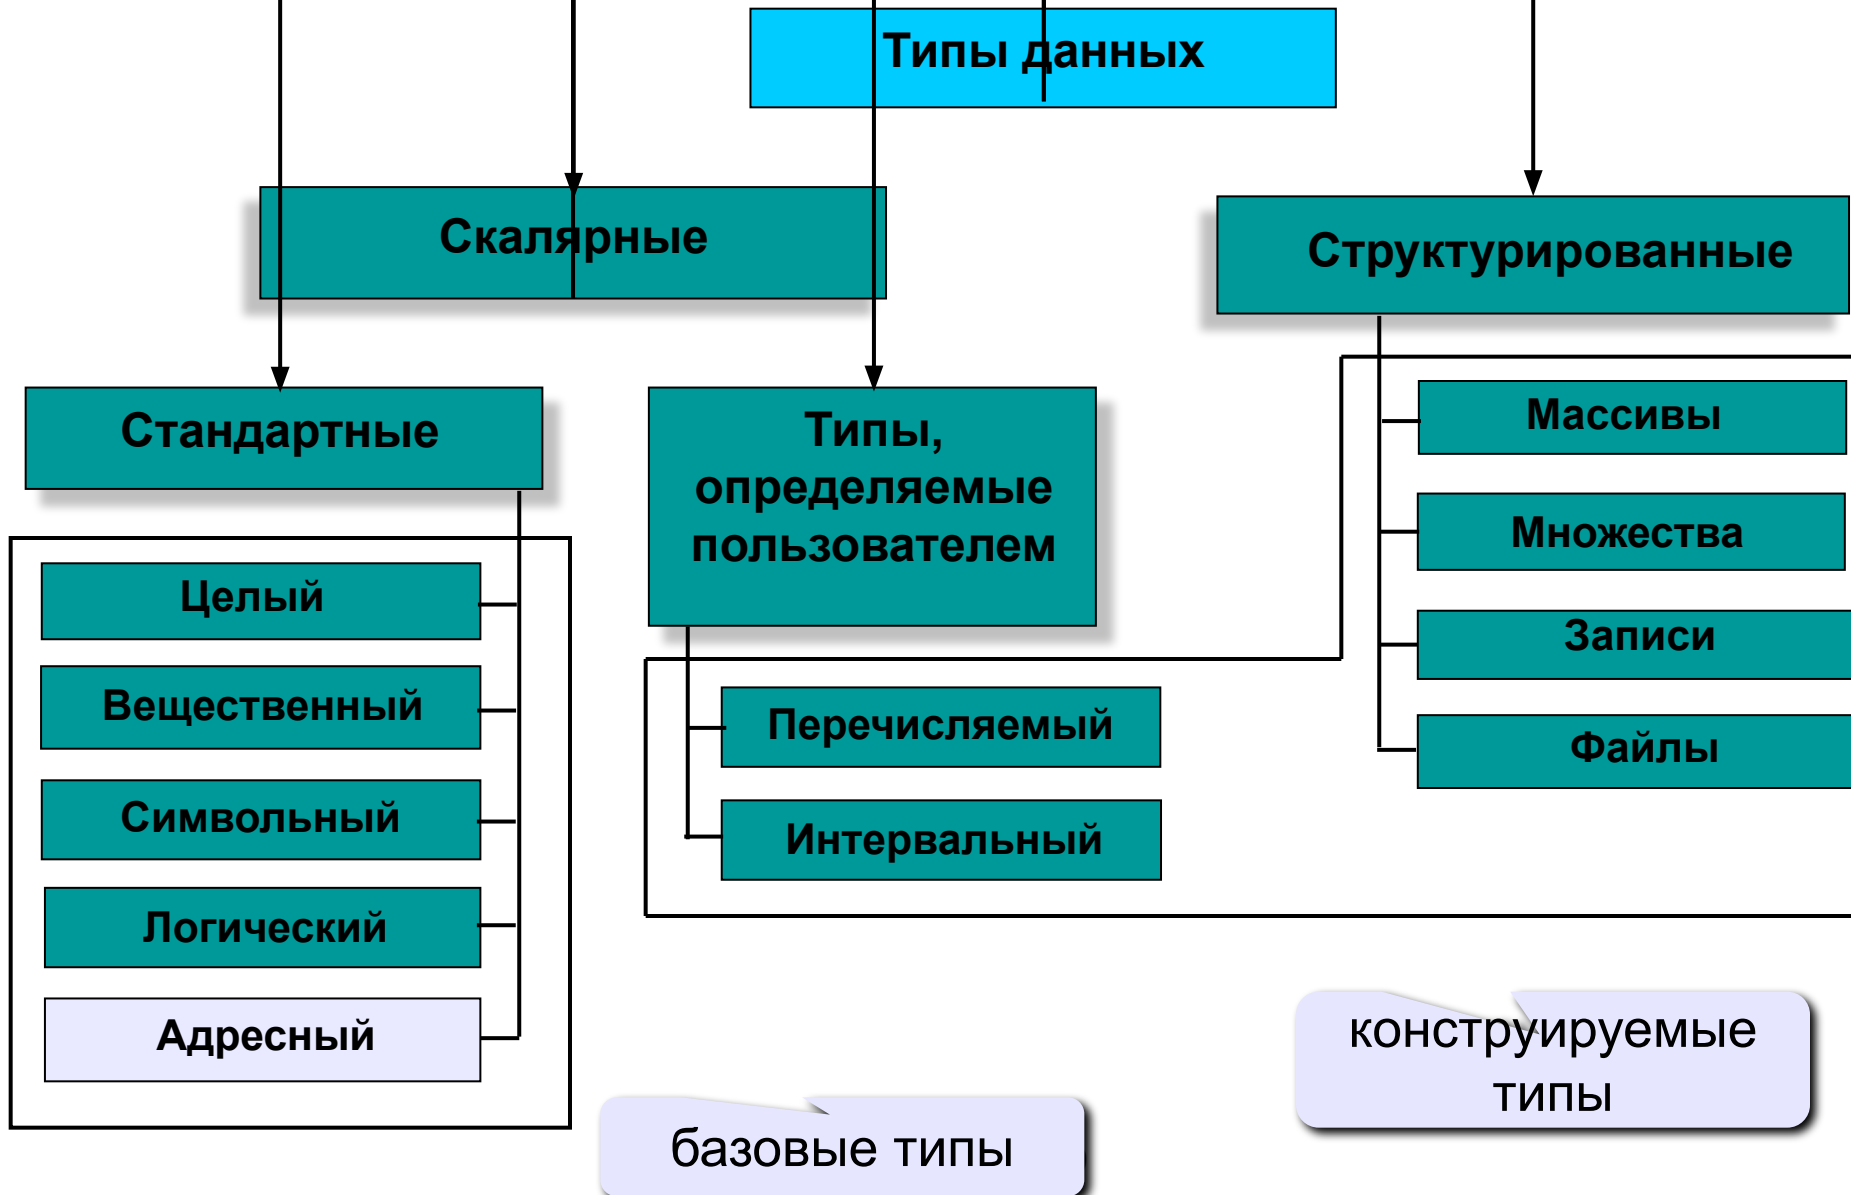 Типы данных
Скалярные
Структурированные
Стандартные
Типы,
определяемые
пользователем
Целый
Вещественный
Символьный
Логический
Адресный
Перечисляемый
Интервальный
Массивы
Множества
Записи
Файлы
базовые типы
конструируемые
типы